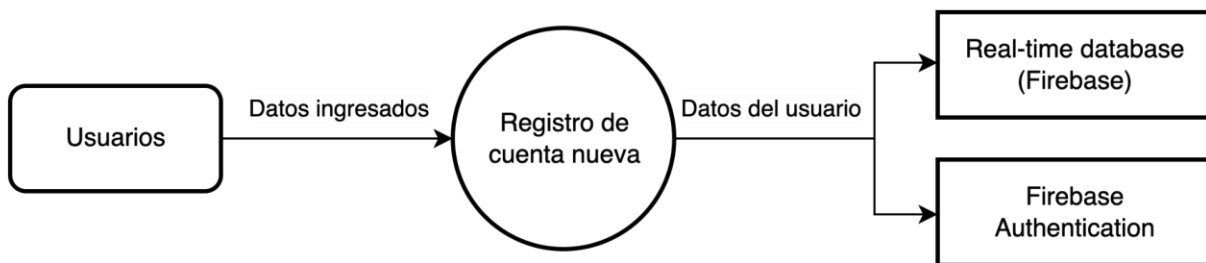 Usuarios
Datos ingresados
Registro de
cuenta nueva
Datos del usuario
Real-time database
(Firebase)
Firebase
Authentication